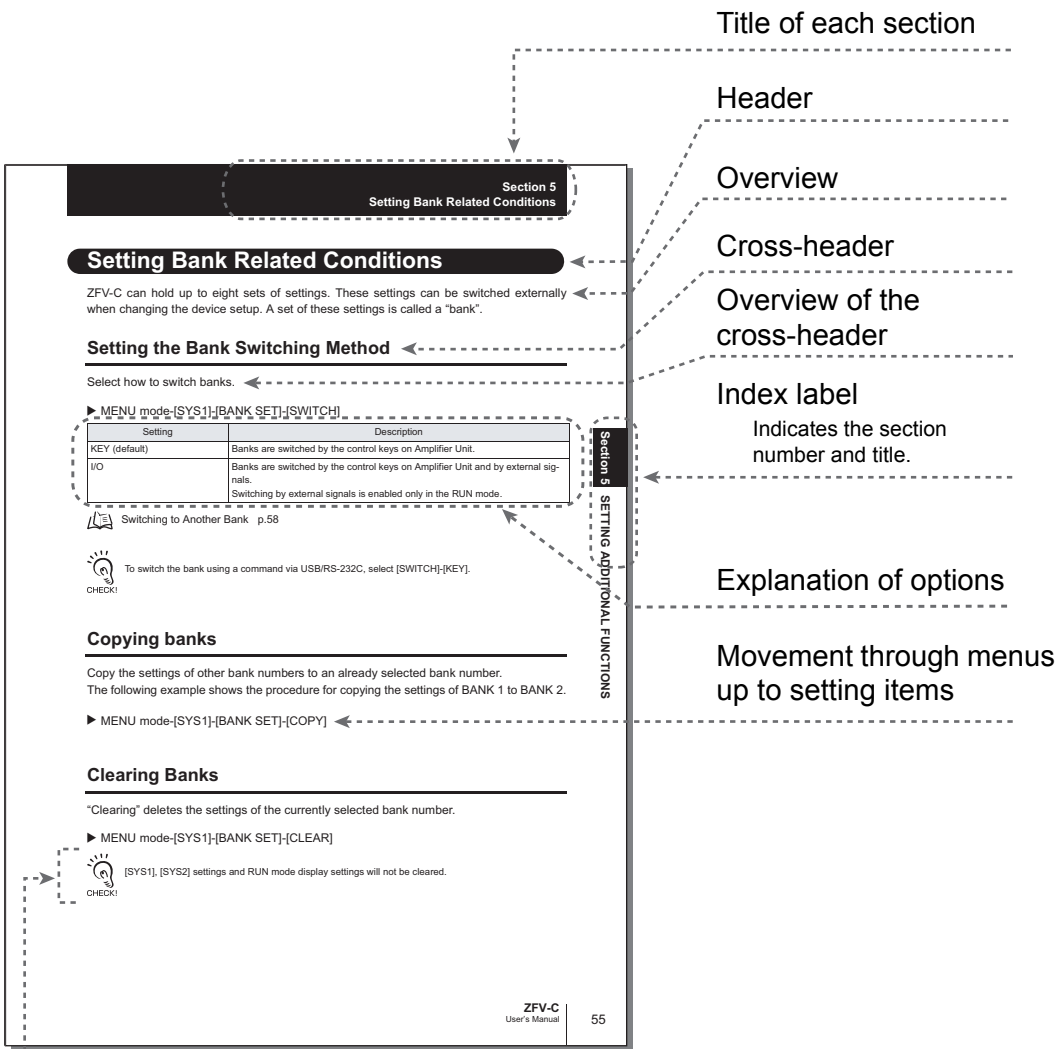 Title of each section
Header
Overview
Cross-header
Overview of the
cross-header
Index label
Indicates the section
number and title.
Explanation of options
Movement through menus
up to setting items
Section 5
Setting Bank Related Conditions
Setting Bank Related Conditions
ZFV-C can hold up to eight sets of settings. These settings can be switched externally
when changing the device setup. A set of these settings is called a “bank”.
Setting the Bank Switching Method
Select how to switch banks.
▶ MENU mode-[SYS1]-[BANK SET]-[SWITCH]
Setting Description
KEY (default) Banks are switched by the control keys on Amplifier Unit.
I/O Banks are switched by the control keys on Amplifier Unit and by external sig-
nals.
Switching by external signals is enabled only in the RUN mode.
Switching to Another Bank p.58
To switch the bank using a command via USB/RS-232C, select [SWITCH]-[KEY].
CHECK!
Copying banks
Copy the settings of other bank numbers to an already selected bank number.
The following example shows the procedure for copying the settings of BANK 1 to BANK 2.
▶ MENU mode-[SYS1]-[BANK SET]-[COPY]
Clearing Banks
“Clearing” deletes the settings of the currently selected bank number.
▶ MENU mode-[SYS1]-[BANK SET]-[CLEAR]
[SYS1], [SYS2] settings and RUN mode display settings will not be cleared.
CHECK!
Section 5 SETTING ADDITIONAL FUNCTIONS
ZFV-C
User's Manual
55